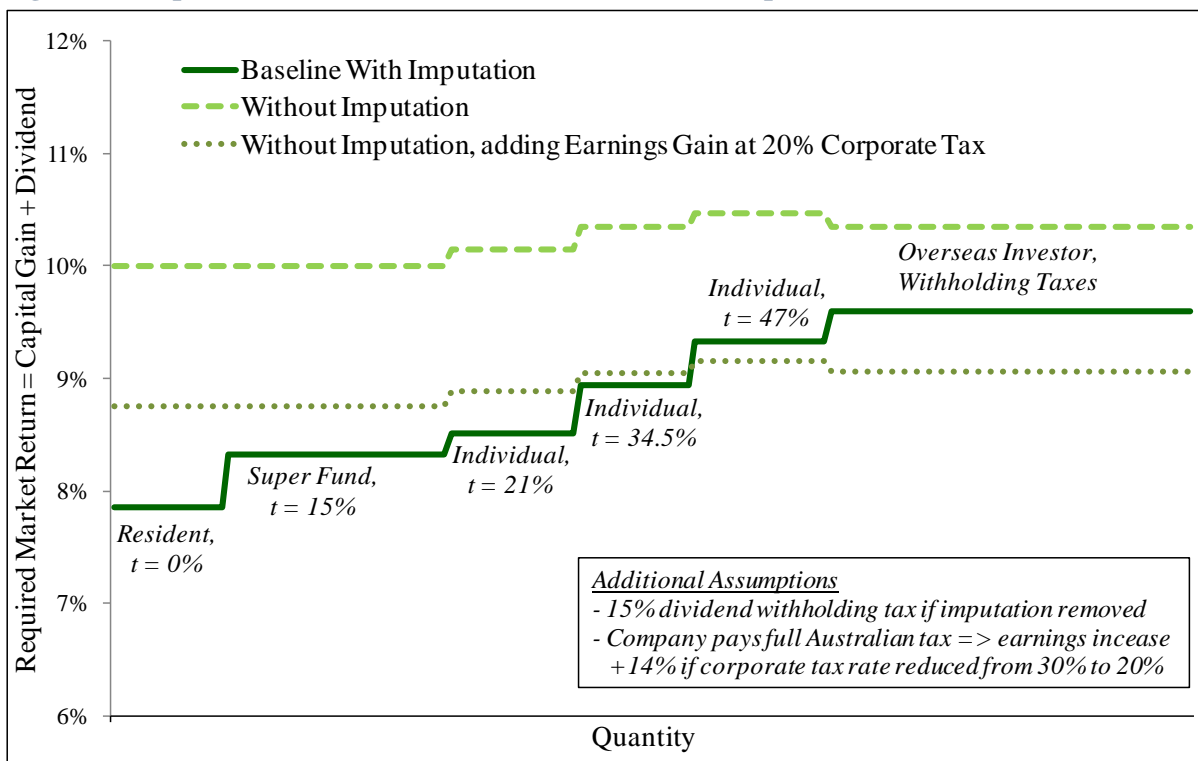 12%
11%
10%
9%
8%
7%
6%
Required Market Return = Capital Gain + Dividend
Baseline With Imputation
Without Imputation
Without Imputation, adding Earnings Gain at 20% Corporate Tax
Overseas Investor,
Withholding Taxes
Individual,
t = 47%
Individual,
t = 34.5%
Individual,
t = 21%
Super Fund,
t = 15%
Resident,
t = 0%
Additional Assumptions
- 15% dividend withholding tax if imputation removed
- Company pays full Australian tax => earnings increase
+14% if corporate tax rate reduced from 30% to 20%
Quantity